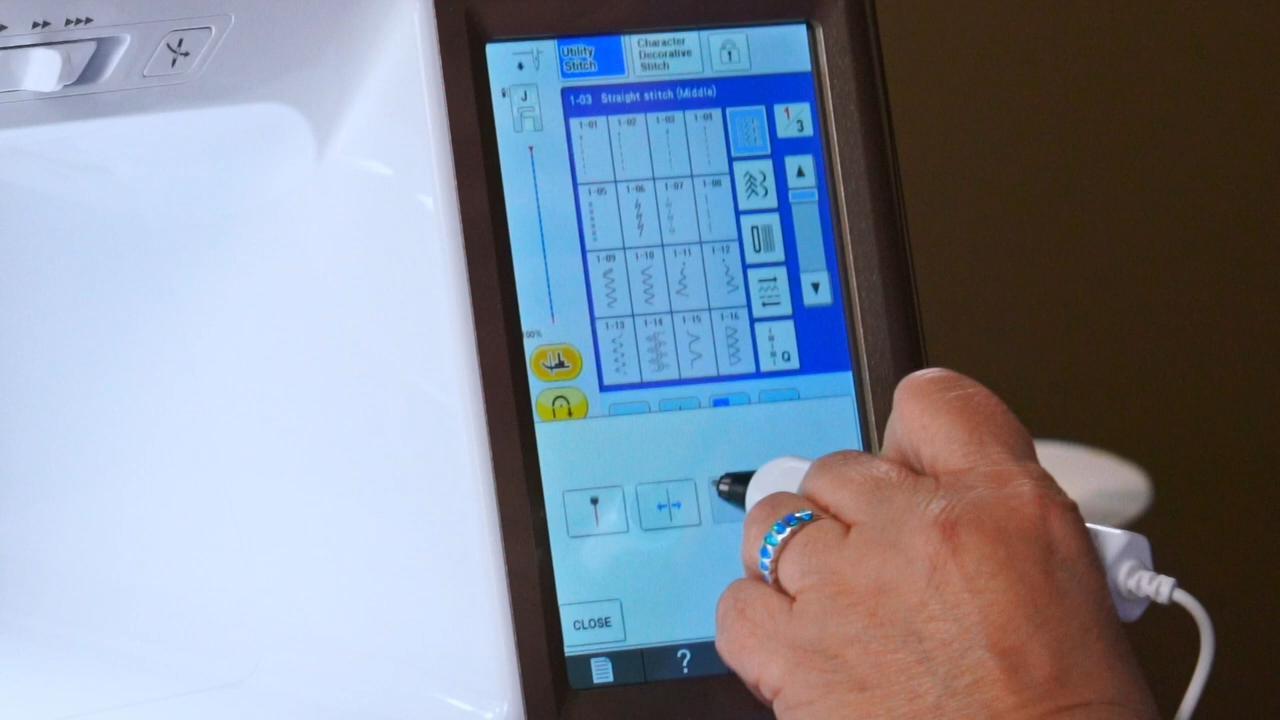 Utility
Stitch
Character
Decorative
Stitch
1
J
1-03 Straight stitch (Middle)
1-01 1-02 1-03 1-04
1/3
1-05 1-06 1-07 1-08
1-09 1-10 1-11 1-12
1-13 1-14 1-15 1-16
Q
00%
CLOSE
?